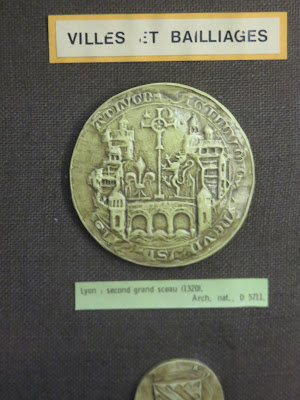 VILLES ET BAILLIAGES
Lyon : second grand sceau (1320),
Arch. nat., D 5711.